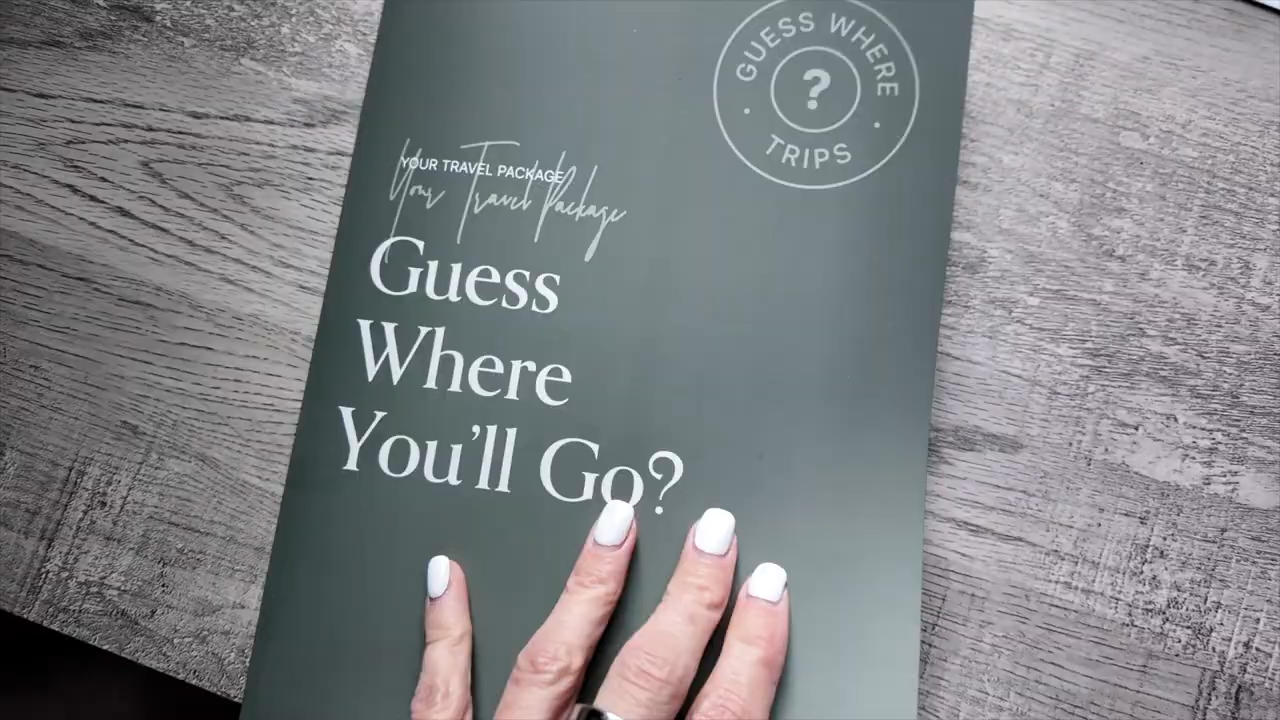 GUESS WHERE
?
TRIPS
YOUR TRAVEL PACKAGE
Your Travel Package
Guess
Where
You'll Go?